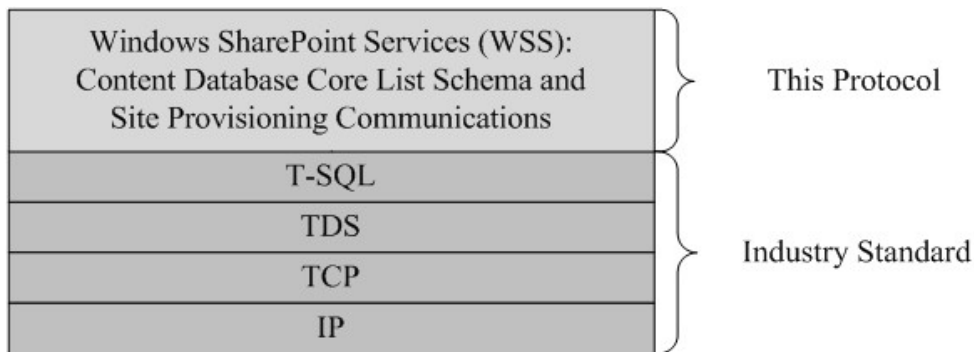 Windows SharePoint Services (WSS):
Content Database Core List Schema and
Site Provisioning Communications
This Protocol
T-SQL
TDS
TCP
IP
Industry Standard